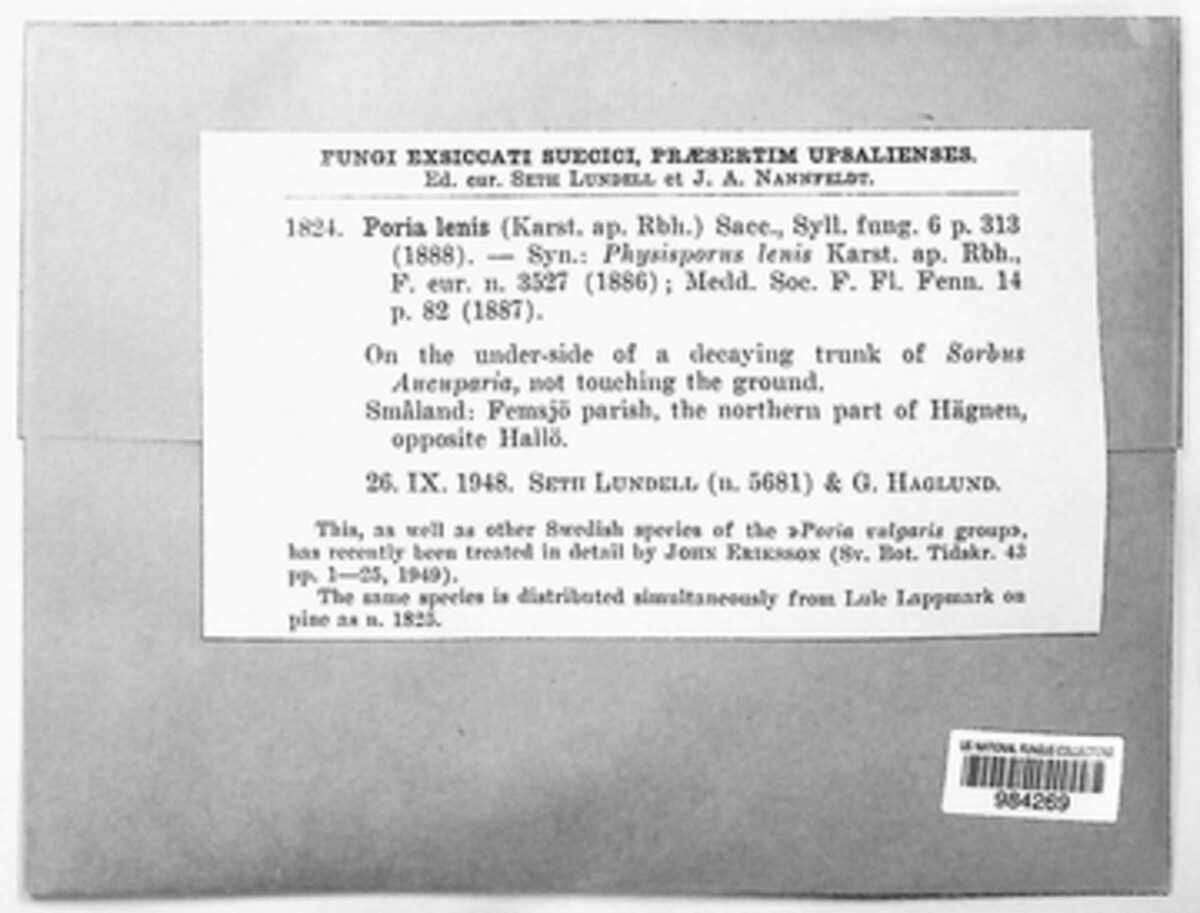 FUNGI EXSICCATI SUECICI, PRÆSERTIM UPSALIENSES.
Ed. cur. SETH LUNDELL et J. A. NANNFELDT.
1824. Poria lenis (Karst. ap. Rbh.) Sacc., Syll. fung. 6 p. 313
(1888). — Syn.: Physisporus lenis Karst. ap. Rbh.,
F. eur. n. 3527 (1886); Medd. Soc. F. Fl. Fenn. 14
p. 82 (1887).
On the under-side of a decaying trunk of Sorbus
Aucuparia, not touching the ground.
Småland: Femsjö parish, the northern part of Hägnen,
opposite Hallö.
26. IX. 1948. SETH LUNDELL (n. 5681) & G. HAGLUND.
This, as well as other Swedish species of the »Poria vulgaris group»,
has recently been treated in detail by JOHN ERIKSSON (Sv. Bot. Tidskr. 43
pp. 1—25, 1949).
The same species is distributed simultaneously from Lule Lappmark on
pine as n. 1825.
US NATIONAL FUNGUS COLLECTIONS
984269